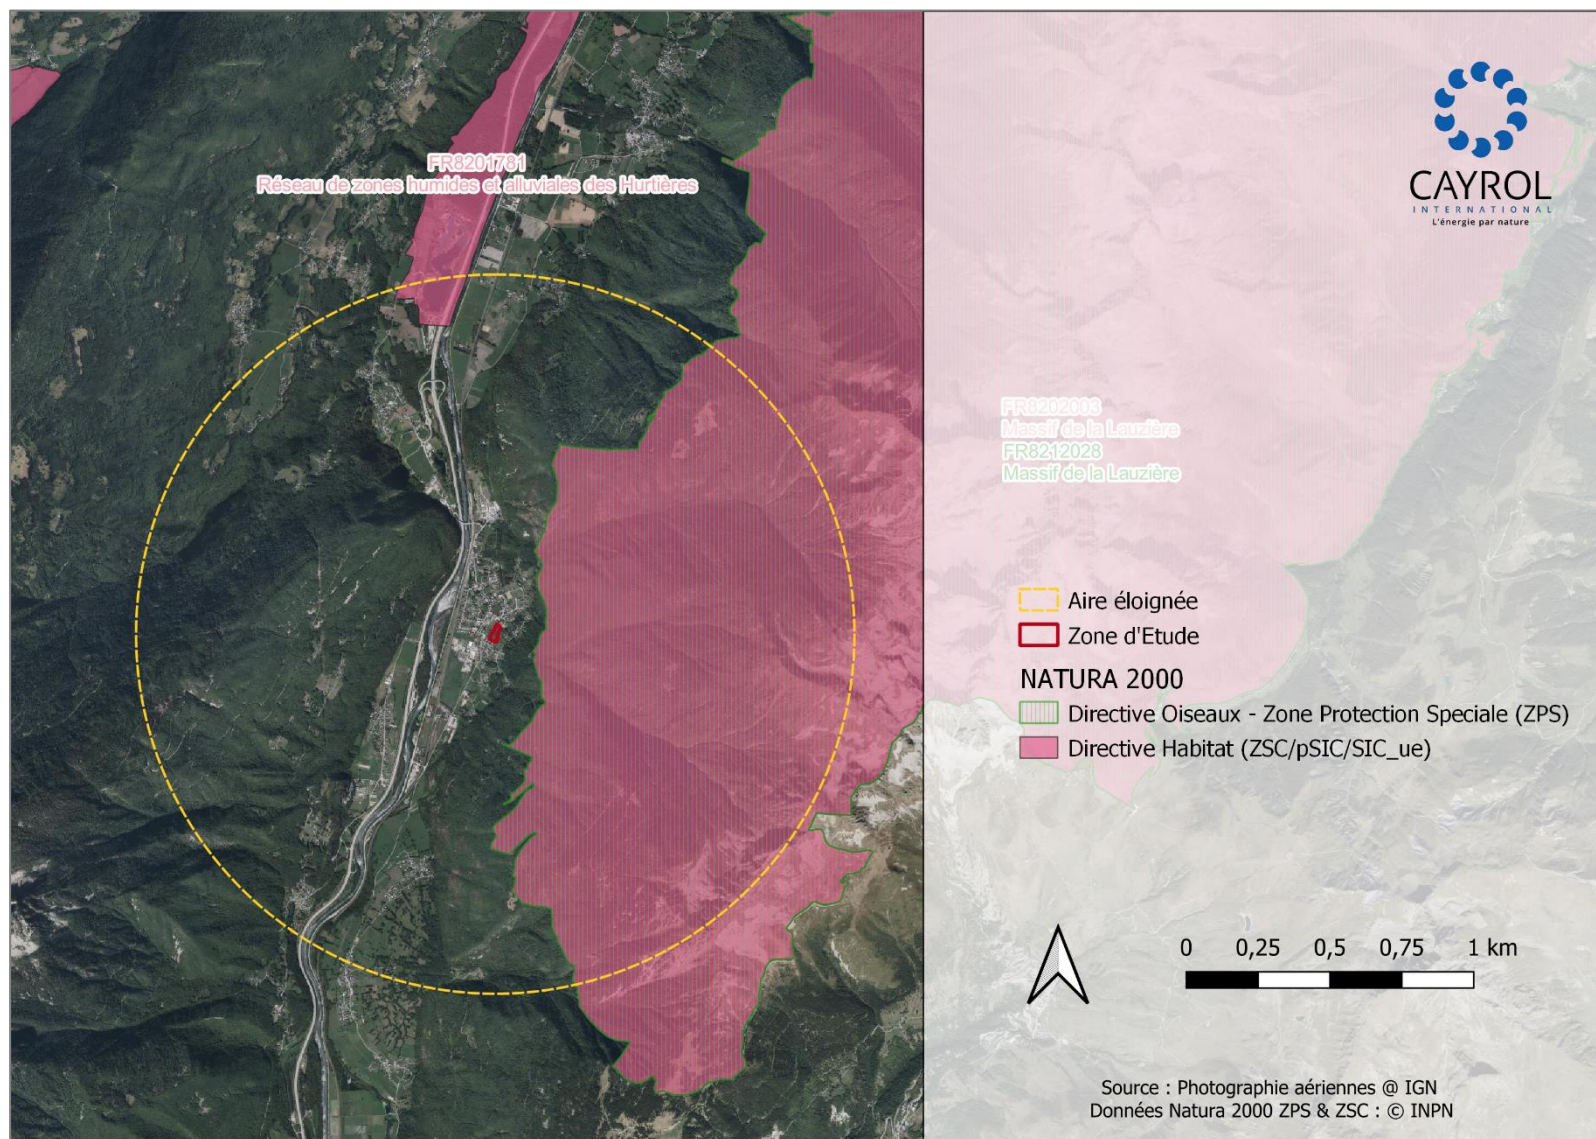 FR8201781
Réseau de zones humides et alluviales des Hurtières
CAYROL
INTERNATIONAL
L'énergie par nature
FR8202003
Massif de la Lauzière
FR8212028
Massif de la Lauzière
Aire éloignée
Zone d'Etude
NATURA 2000
Directive Oiseaux - Zone Protection Speciale (ZPS)
Directive Habitat (ZSC/pSIC/SIC_ue)
0 0,25 0,5 0,75 1 km
Source : Photographie aériennes @ IGN
Données Natura 2000 ZPS & ZSC : © INPN